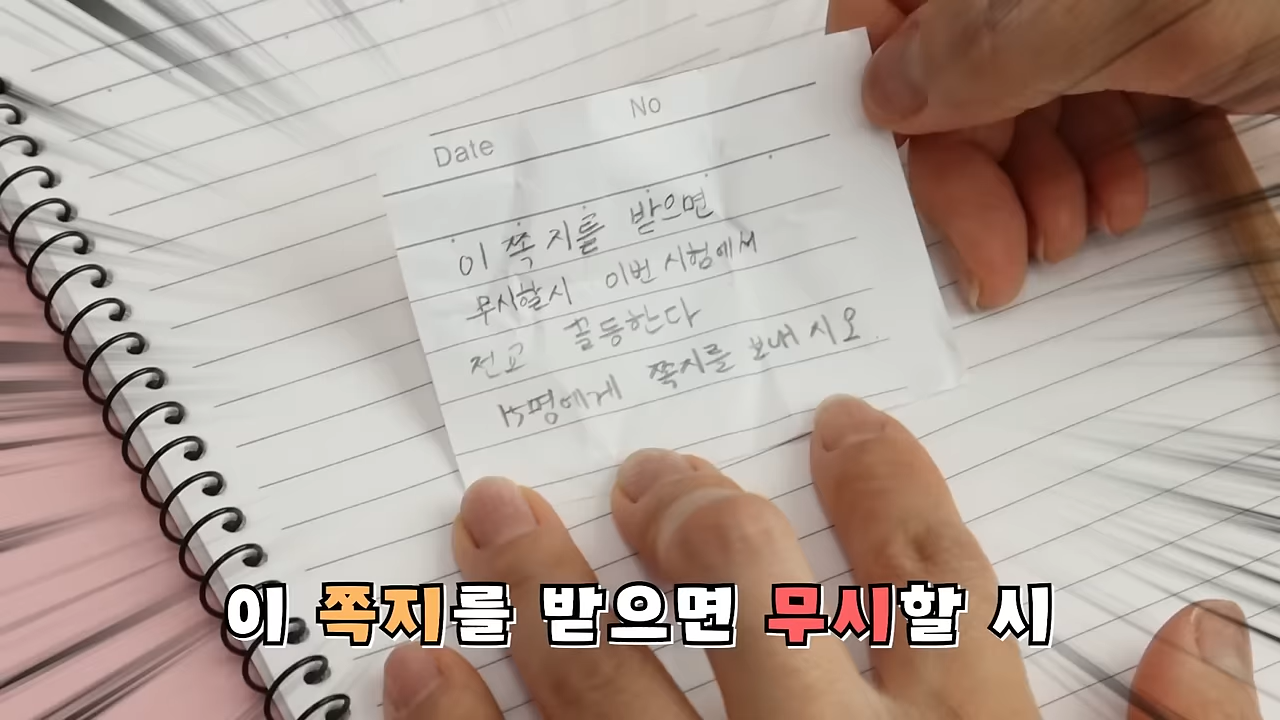 No
Date
이 쪽지를 받으면
무시할시 이번 시험에서
전교 꼴등한다
15명에게 쪽지를 보내시오.
이 쪽지를 받으면 무시할 시